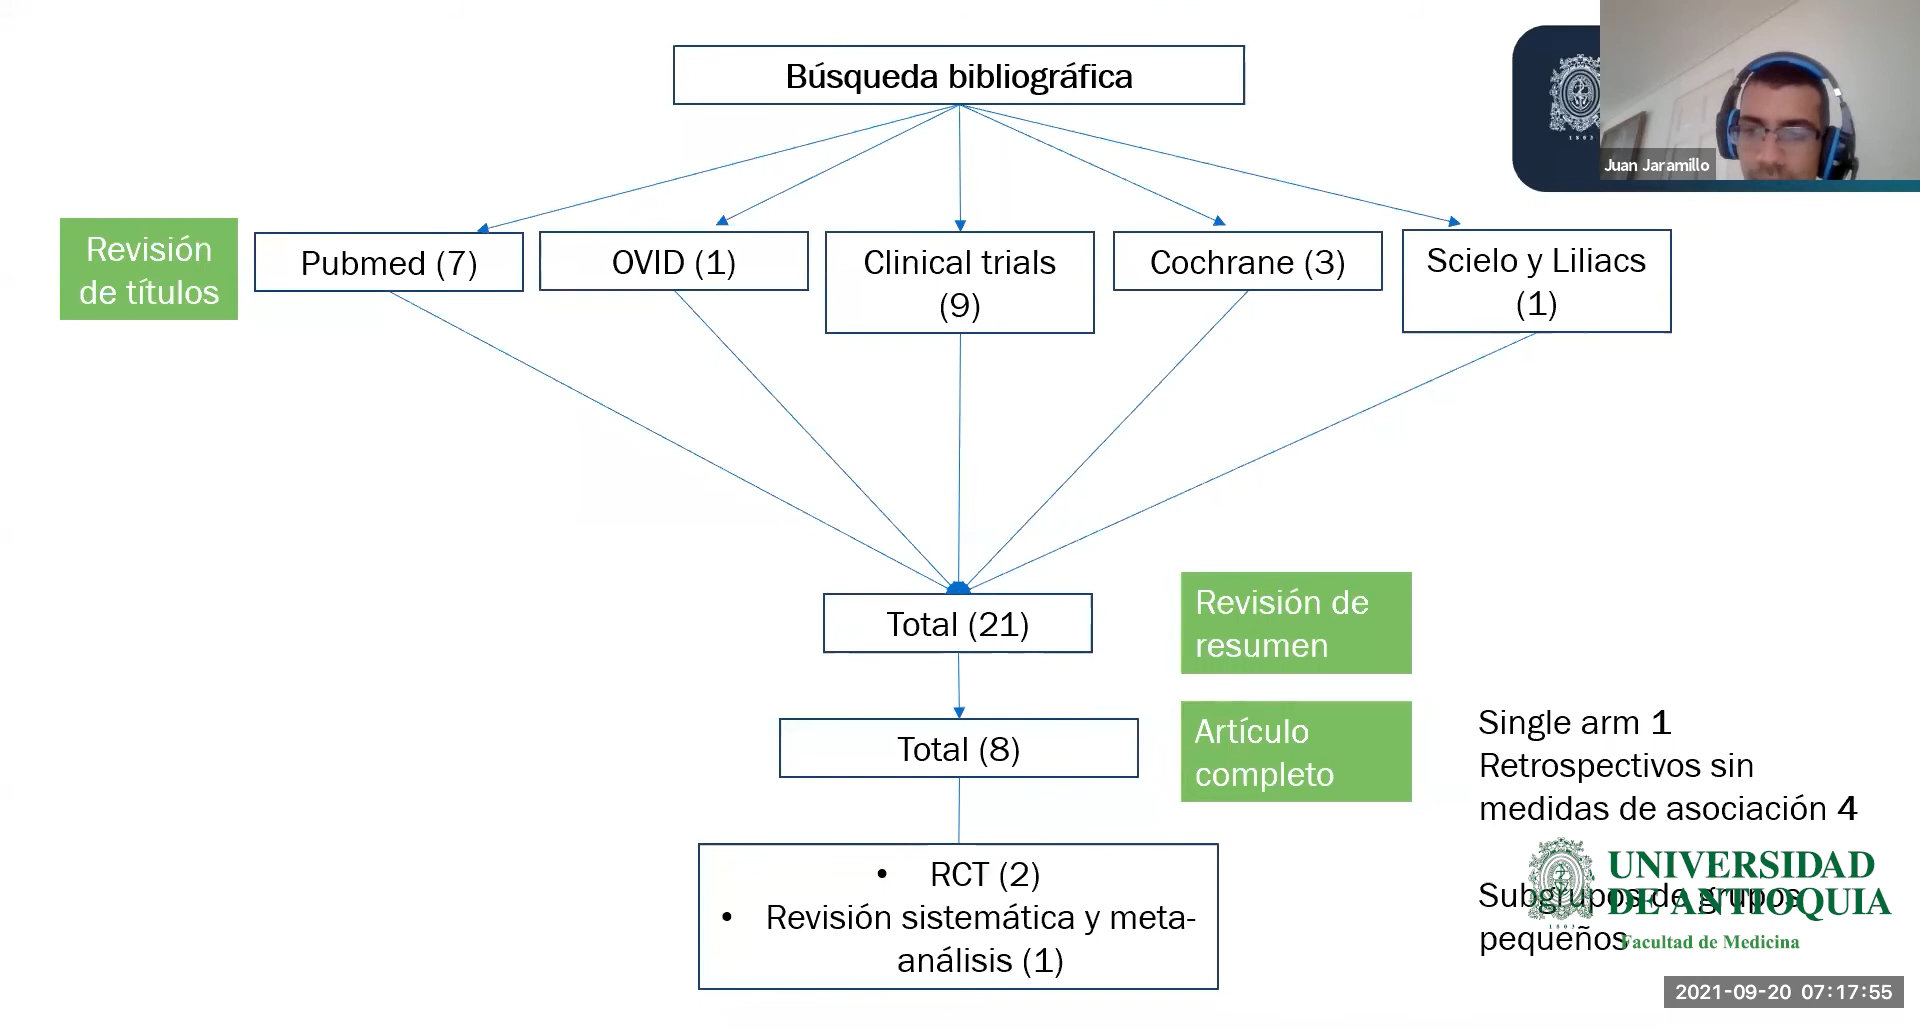 Búsqueda bibliográfica
1803
Juan Jaramillo
Revisión
de títulos
Pubmed (7)
OVID (1)
Clinical trials
(9)
Cochrane (3)
Scielo y Liliacs
(1)
Total (21)
Revisión de
resumen
Total (8)
Artículo
completo
Single arm 1
Retrospectivos sin
medidas de asociación 4
RCT (2)
Revisión sistemática y meta-
análisis (1)
Subgrupos de grupos
pequeños
1803
UNIVERSIDAD
DE ANTIOQUIA
Facultad de Medicina
2021-09-20 07:17:55